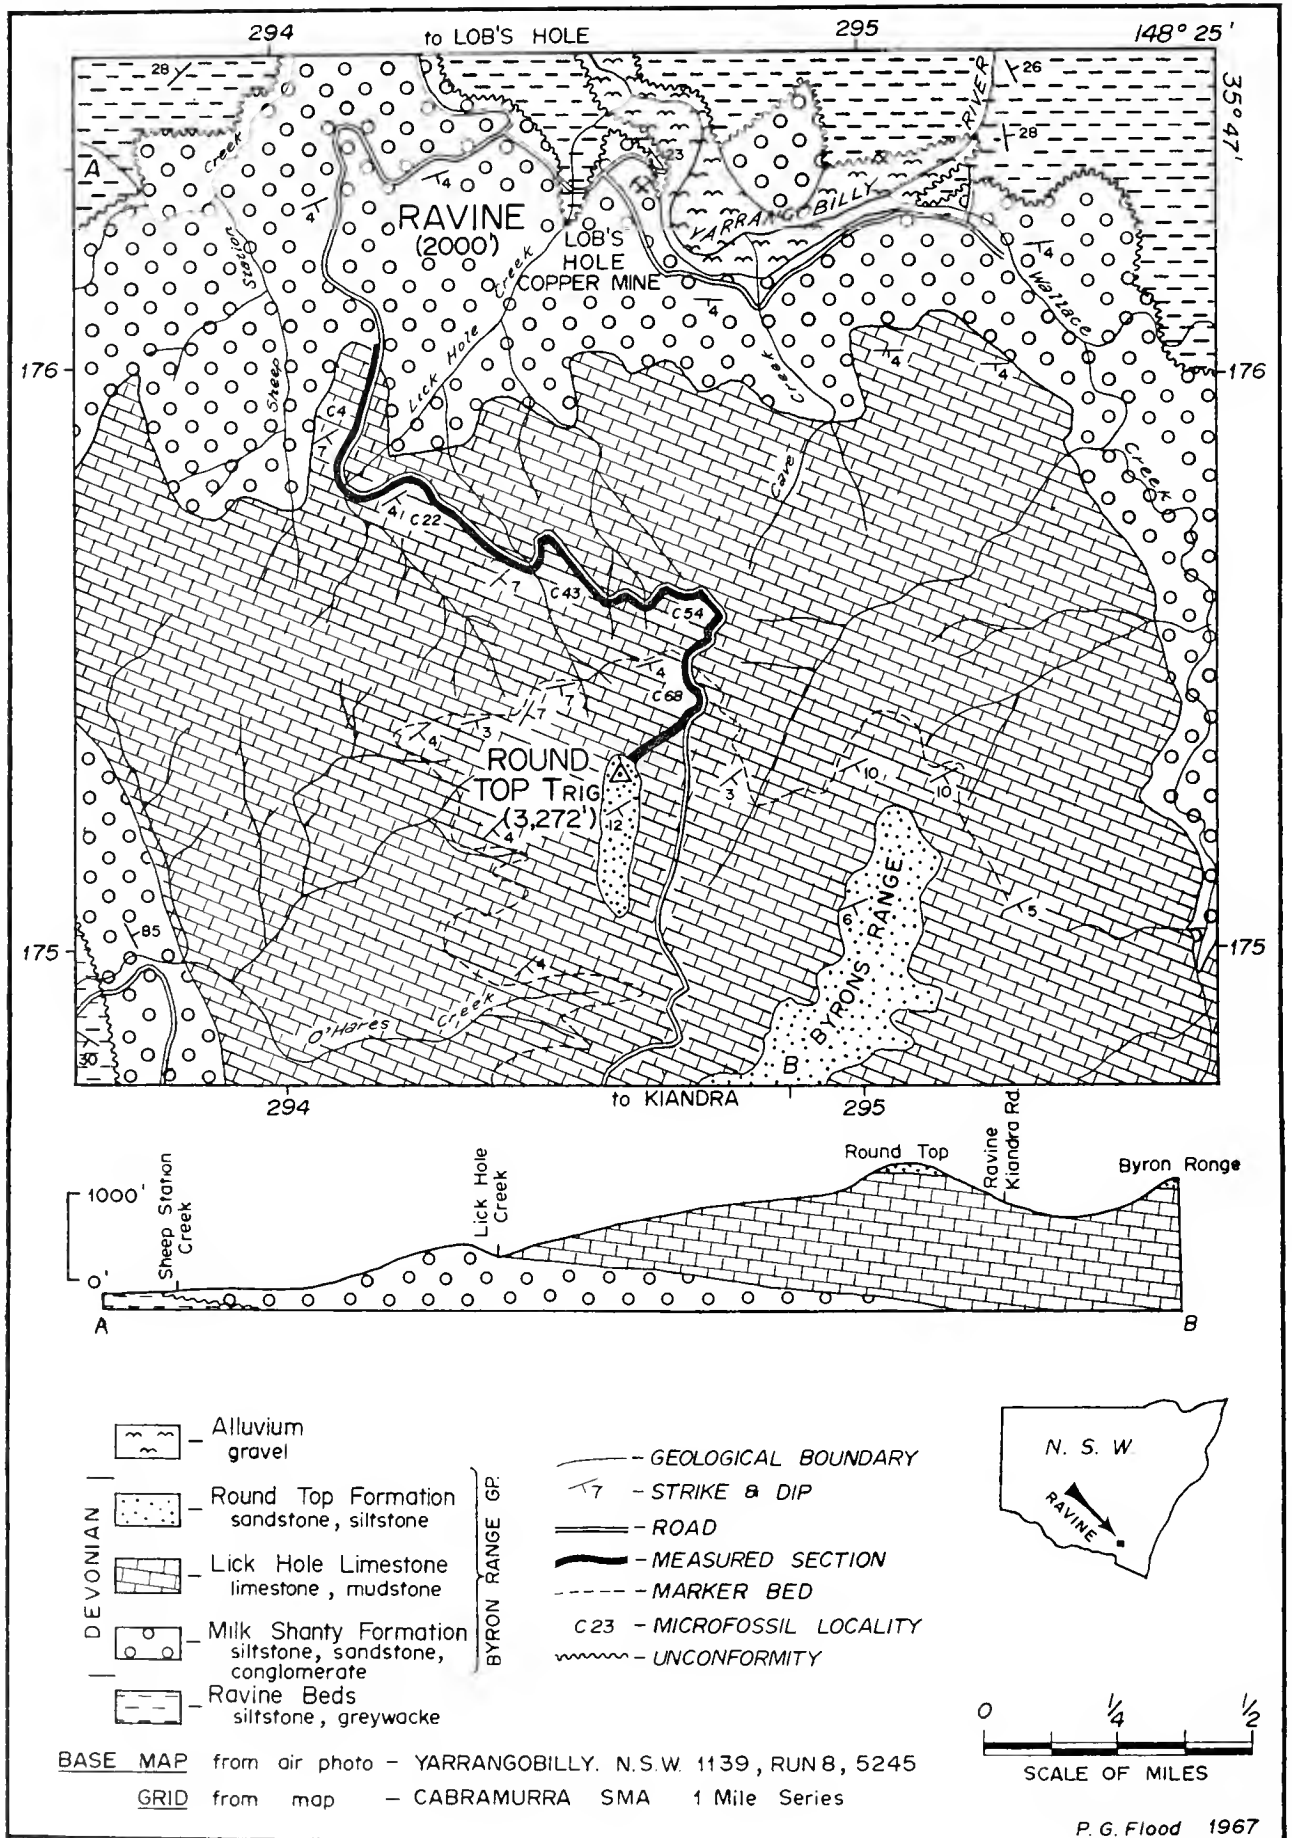 294
to LOB'S HOLE
295
148° 25'
35° 47'
28
26
28
RIVER
Creek
A
23
4
4
RAVINE
(2000')
YARRANGOBILLY
LOB'S
HOLE
COPPER MINE
Creek
Station
Sheep
Lick Hole
4
4
Wallace
Creek
176
176
4
4
Creek
Cave
C4
7
4
C22
7
C43
C54
4
C68
7
7
3
4
ROUND
TOP TRIG
(3,272')
4
12
3
10
10
6
5
BYRONS RANGE
85
175
175
4
O'Hares Creek
30
B
294
to KIANDRA
295
1000'
0'
Sheep Station
Creek
Lick Hole
Creek
Round Top
Ravine
Kiandra Rd.
Byron Ronge
A
B
Alluvium
gravel
DEVONIAN
Round Top Formation
sandstone, siltstone
Lick Hole Limestone
limestone, mudstone
Milk Shanty Formation
siltstone, sandstone,
conglomerate
BYRON RANGE GP.
Ravine Beds
siltstone, greywacke
- GEOLOGICAL BOUNDARY
7 - STRIKE & DIP
- ROAD
- MEASURED SECTION
- MARKER BED
C23 - MICROFOSSIL LOCALITY
- UNCONFORMITY
N. S. W.
RAVINE
0 1/4 1/2
SCALE OF MILES
BASE MAP from air photo - YARRANGOBILLY. N.S.W. 1139, RUN 8, 5245
GRID from map - CABRAMURRA SMA 1 Mile Series
P. G. Flood 1967